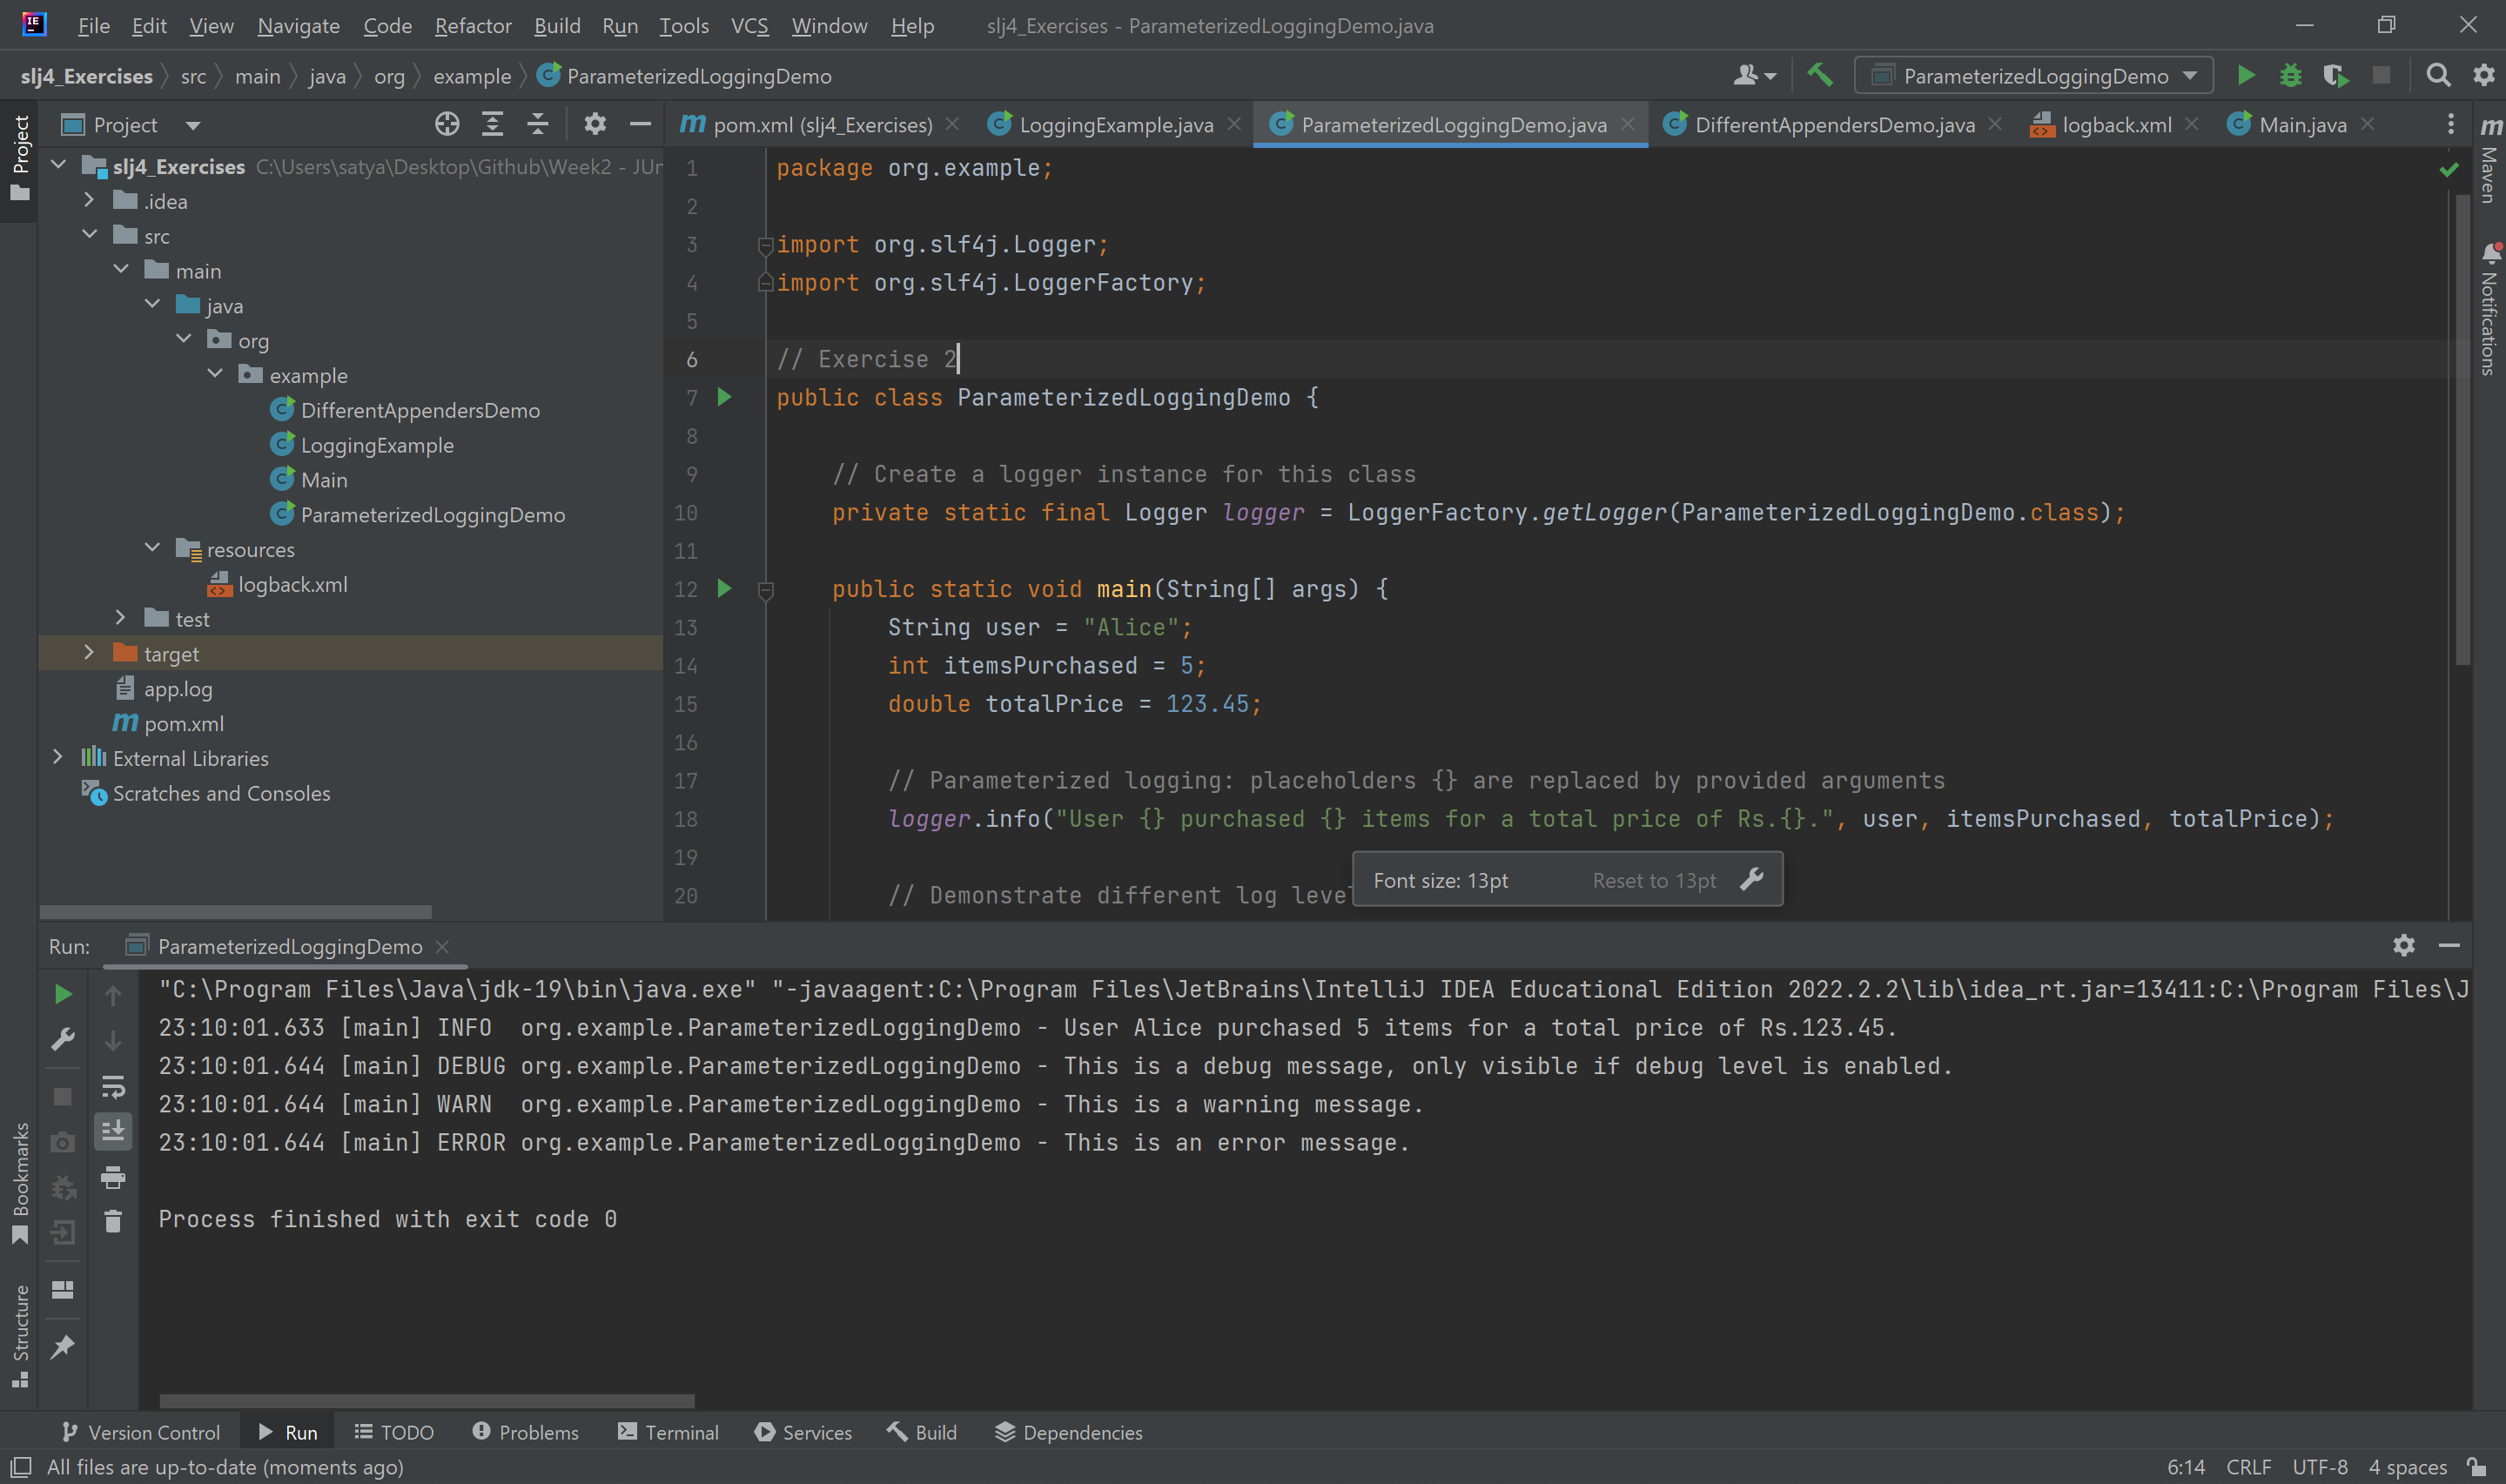 File Edit View Navigate Code Refactor Build Run Tools VCS Window Help slj4_Exercises - ParameterizedLoggingDemo.java
slj4_Exercises src main java org example ParameterizedLoggingDemo ParameterizedLoggingDemo
Project
Project
pom.xml (slj4_Exercises) LoggingExample.java ParameterizedLoggingDemo.java DifferentAppendersDemo.java logback.xml Main.java
slj4_Exercises C:\Users\satya\Desktop\Github\Week2 - JUn
.idea
src
main
java
org
example
DifferentAppendersDemo
LoggingExample
Main
ParameterizedLoggingDemo
resources
logback.xml
test
target
app.log
pom.xml
External Libraries
Scratches and Consoles
1 package org.example;
2
3 import org.slf4j.Logger;
4 import org.slf4j.LoggerFactory;
5
6 // Exercise 2
7 public class ParameterizedLoggingDemo {
8
9 // Create a logger instance for this class
10 private static final Logger logger = LoggerFactory.getLogger(ParameterizedLoggingDemo.class);
11
12 public static void main(String[] args) {
13 String user = "Alice";
14 int itemsPurchased = 5;
15 double totalPrice = 123.45;
16
17 // Parameterized logging: placeholders {} are replaced by provided arguments
18 logger.info("User {} purchased {} items for a total price of Rs.{}.", user, itemsPurchased, totalPrice);
19
20 // Demonstrate different log leve
Font size: 13pt Reset to 13pt
Maven
Notifications
Run: ParameterizedLoggingDemo
"C:\Program Files\Java\jdk-19\bin\java.exe" "-javaagent:C:\Program Files\JetBrains\IntelliJ IDEA Educational Edition 2022.2.2\lib\idea_rt.jar=13411:C:\Program Files\J
23:10:01.633 [main] INFO  org.example.ParameterizedLoggingDemo - User Alice purchased 5 items for a total price of Rs.123.45.
23:10:01.644 [main] DEBUG org.example.ParameterizedLoggingDemo - This is a debug message, only visible if debug level is enabled.
23:10:01.644 [main] WARN  org.example.ParameterizedLoggingDemo - This is a warning message.
23:10:01.644 [main] ERROR org.example.ParameterizedLoggingDemo - This is an error message.
Process finished with exit code 0
Bookmarks
Structure
Version Control Run TODO Problems Terminal Services Build Dependencies
All files are up-to-date (moments ago) 6:14 CRLF UTF-8 4 spaces